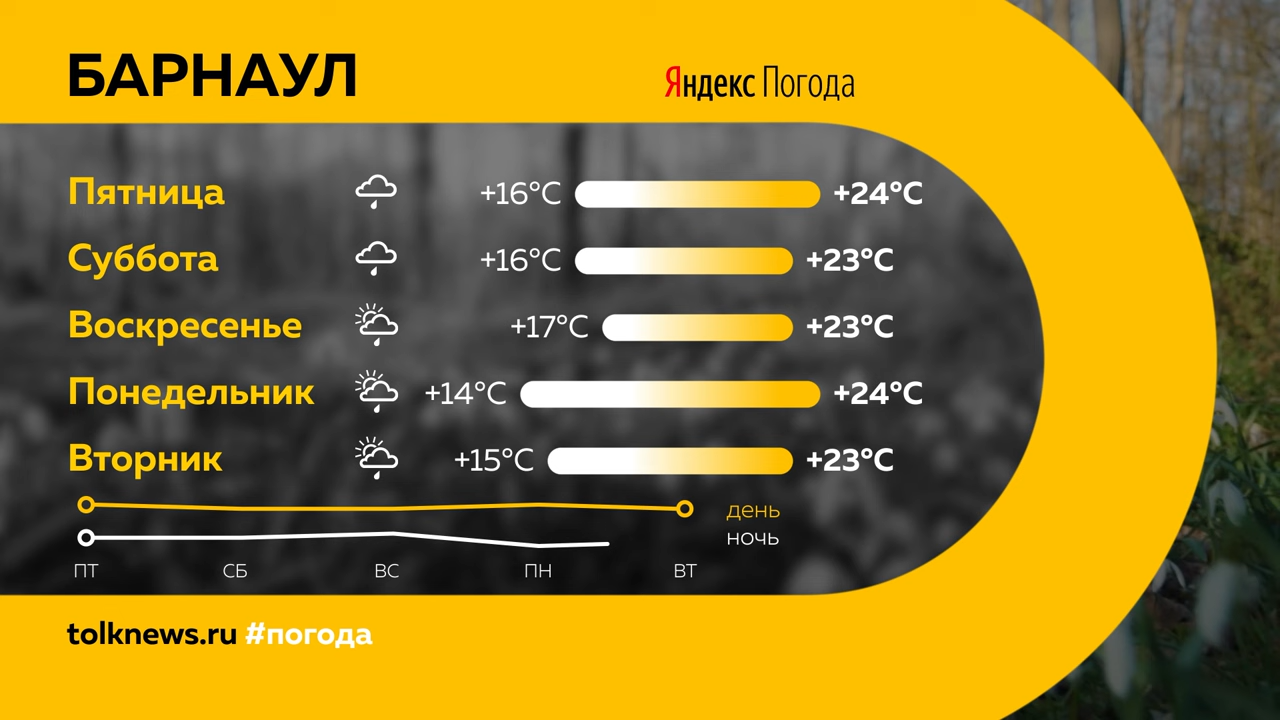 БАРНАУЛ
Яндекс Погода
Пятница +16°C +24°C
Суббота +16°C +23°C
Воскресенье +17°C +23°C
Понедельник +14°C +24°C
Вторник +15°C +23°C
день
ночь
ПТ СБ ВС ПН ВТ
tolknews.ru #погода